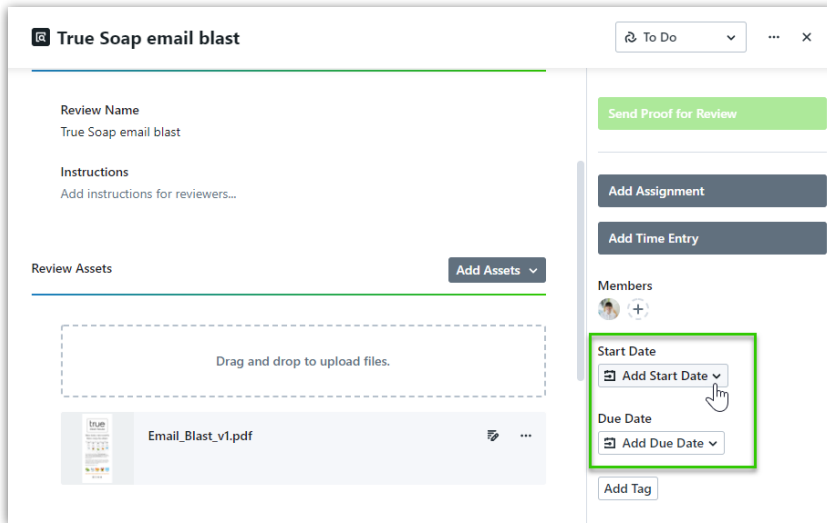 True Soap email blast
To Do
Review Name
True Soap email blast
Instructions
Add instructions for reviewers...
Review Assets
Add Assets
Drag and drop to upload files.
true
Email_Blast_v1.pdf
Send Proof for Review
Add Assignment
Add Time Entry
Members
Start Date
Add Start Date
Due Date
Add Due Date
Add Tag